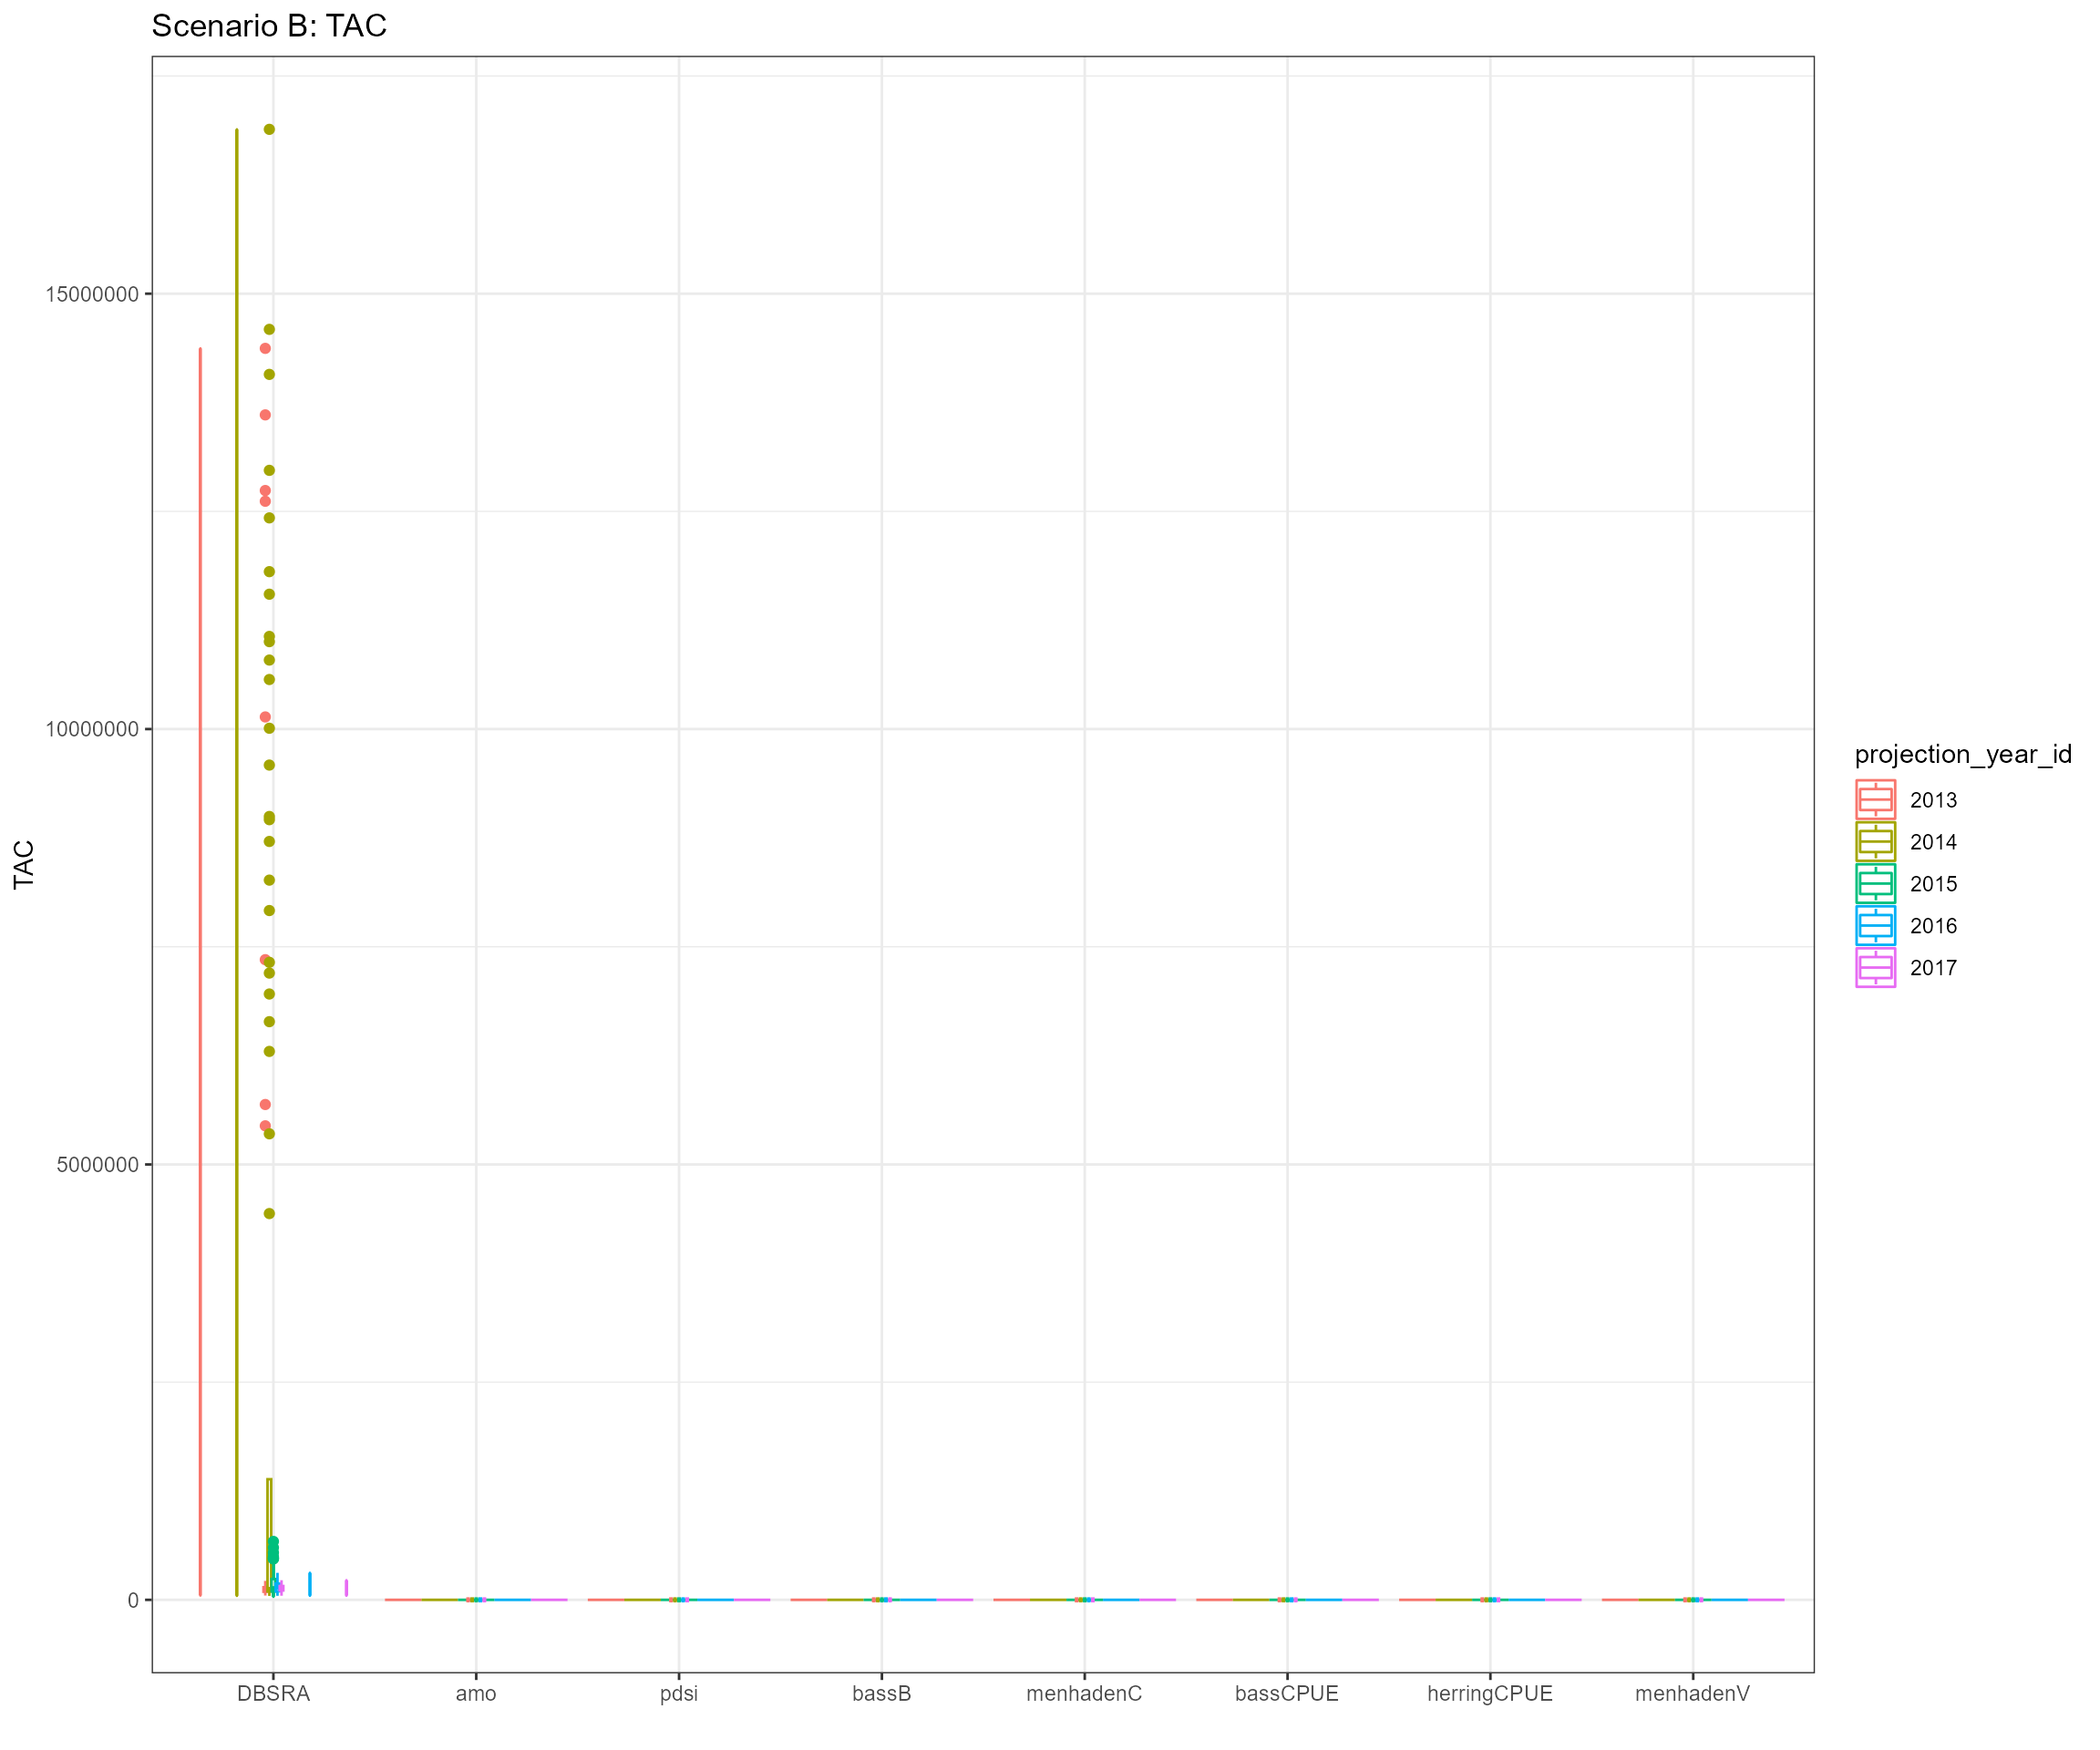 Scenario B: TAC
15000000
10000000
5000000
0
TAC
DBSRA
amo
pdsi
bassB
menhadenC
bassCPUE
herringCPUE
menhadenV
projection_year_id
2013
2014
2015
2016
2017